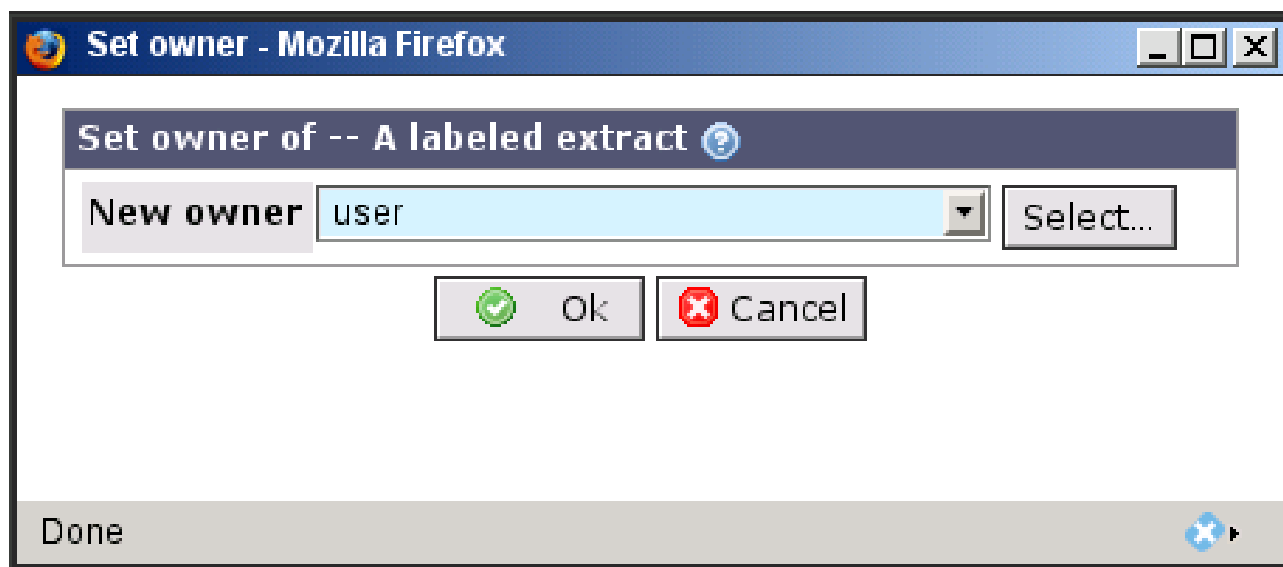 Set owner - Mozilla Firefox
Set owner of -- A labeled extract
New owner user Select...
Ok Cancel
Done